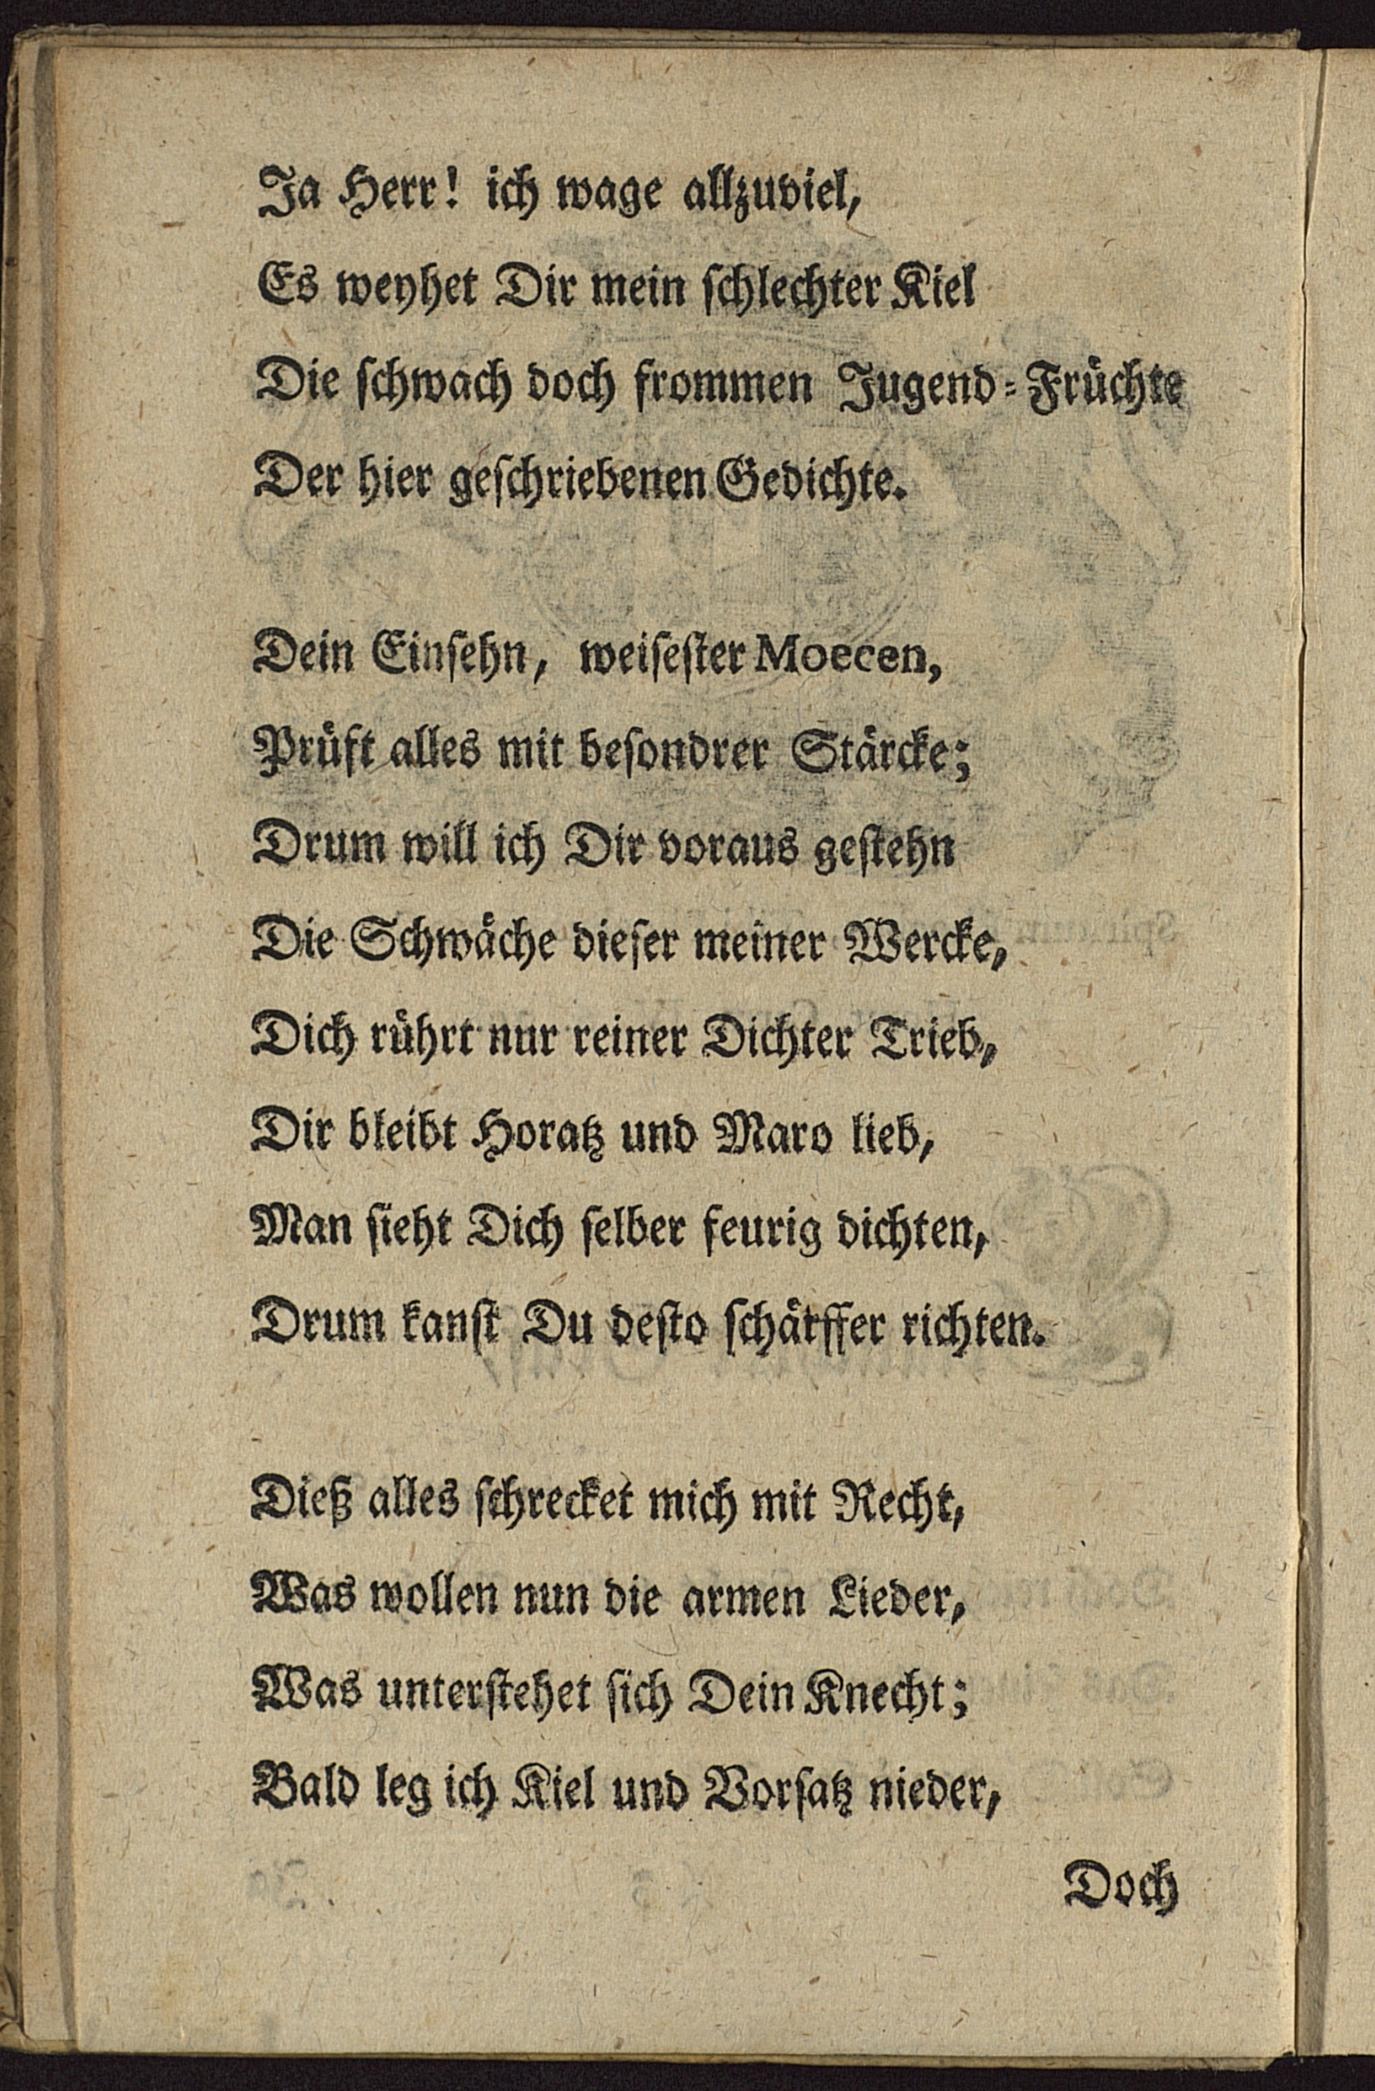 Ja Herr! ich wage allzuviel,
Es weyhet Dir mein schlechter Kiel
Die schwach doch frommen Jugend-Früchte
Der hier geschriebenen Gedichte.
Dein Einsehn, weisester Moecen,
Prüft alles mit besondrer Stärcke;
Drum will ich Dir voraus gestehn
Die Schwäche dieser meiner Wercke,
Dich rührt nur reiner Dichter Trieb,
Dir bleibt Horatz und Maro lieb,
Man sieht Dich selber feurig dichten,
Drum kanst Du desto schärffer richten.
Dieß alles schrecket mich mit Recht,
Was wollen nun die armen Lieder,
Was unterstehet sich Dein Knecht;
Bald leg ich Kiel und Vorsatz nieder,
Doch